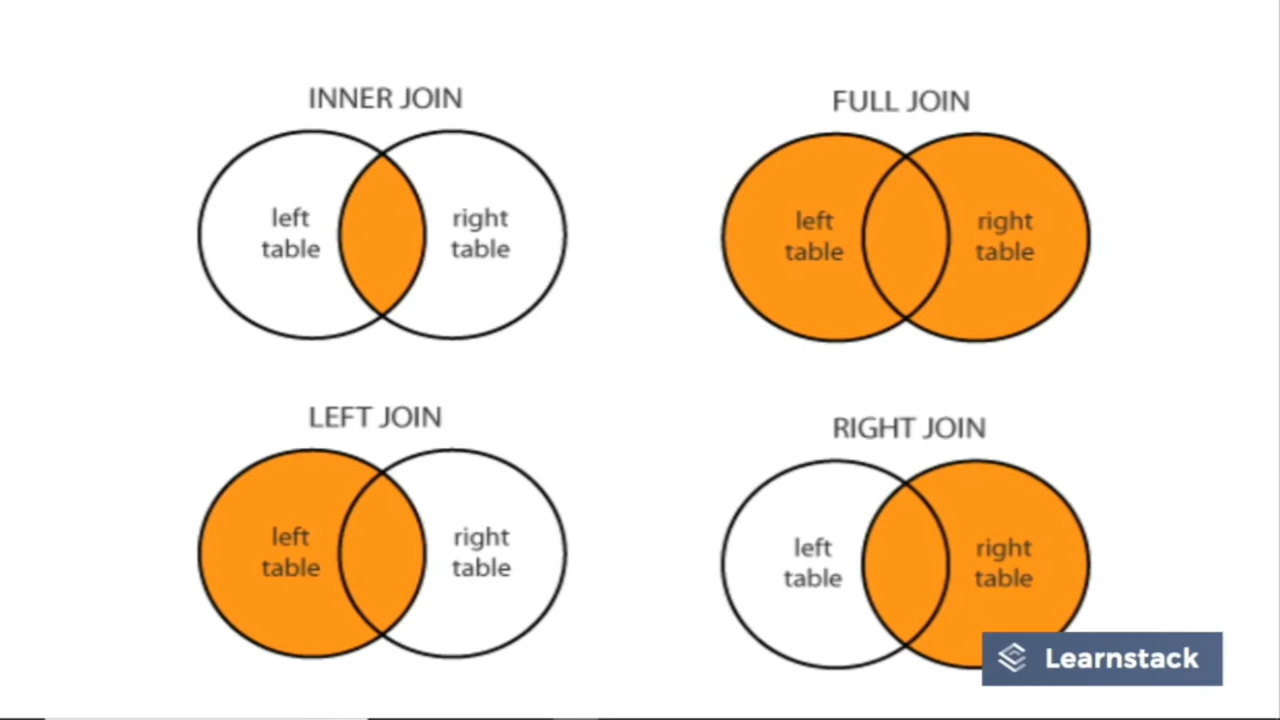 INNER JOIN
left
table
right
table
FULL JOIN
left
table
right
table
LEFT JOIN
left
table
right
table
RIGHT JOIN
left
table
right
table
Learnstack